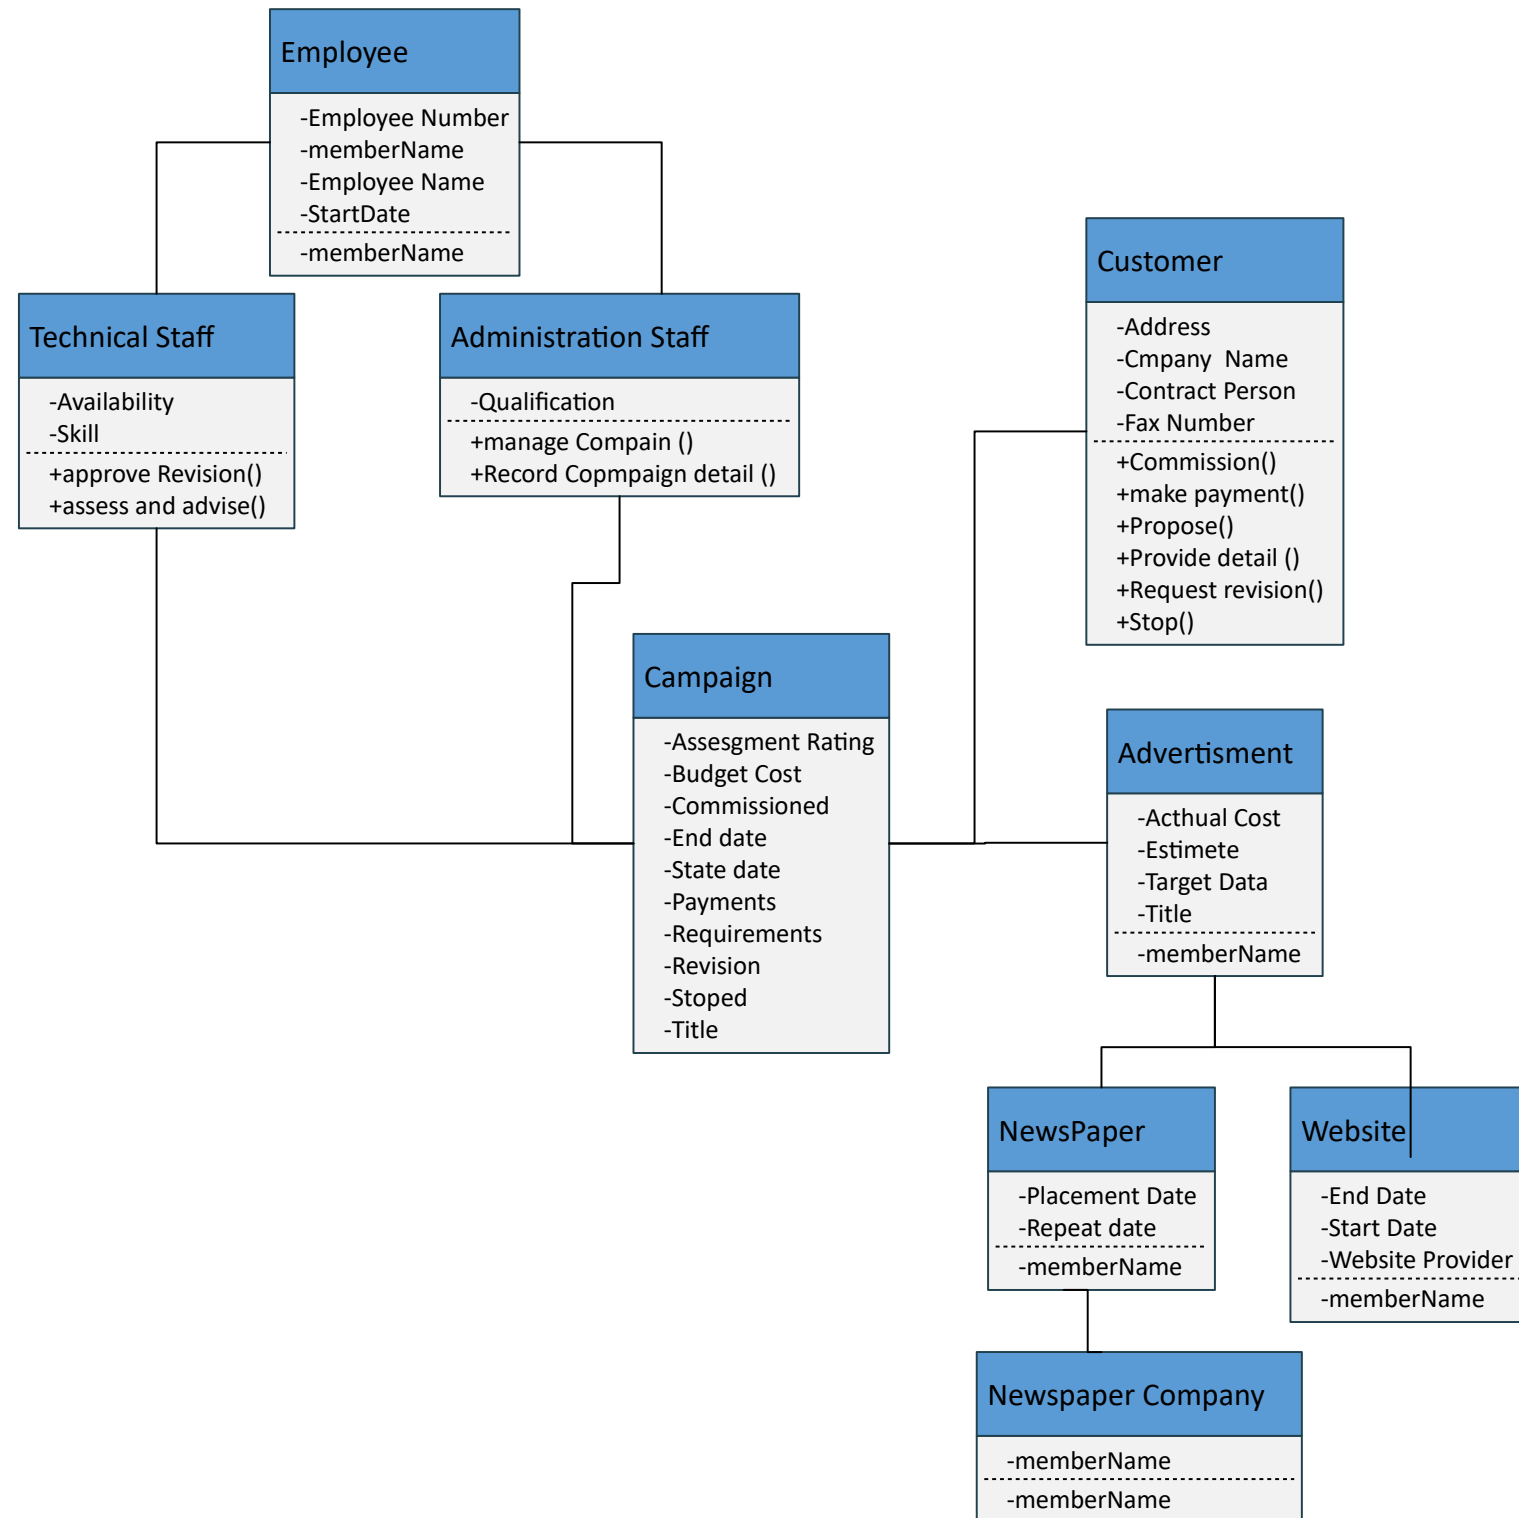 Employee
-Employee Number
-memberName
-Employee Name
-StartDate
-memberName
Technical Staff
-Availability
-Skill
+approve Revision()
+assess and advise()
Administration Staff
-Qualification
+manage Compain ()
+Record Copmpaign detail ()
Customer
-Address
-Cmpany  Name
-Contract Person
-Fax Number
+Commission()
+make payment()
+Propose()
+Provide detail ()
+Request revision()
+Stop()
Campaign
-Assesgment Rating
-Budget Cost
-Commissioned
-End date
-State date
-Payments
-Requirements
-Revision
-Stoped
-Title
Advertisment
-Acthual Cost
-Estimete
-Target Data
-Title
-memberName
NewsPaper
-Placement Date
-Repeat date
-memberName
Website
-End Date
-Start Date
-Website Provider
-memberName
Newspaper Company
-memberName
-memberName